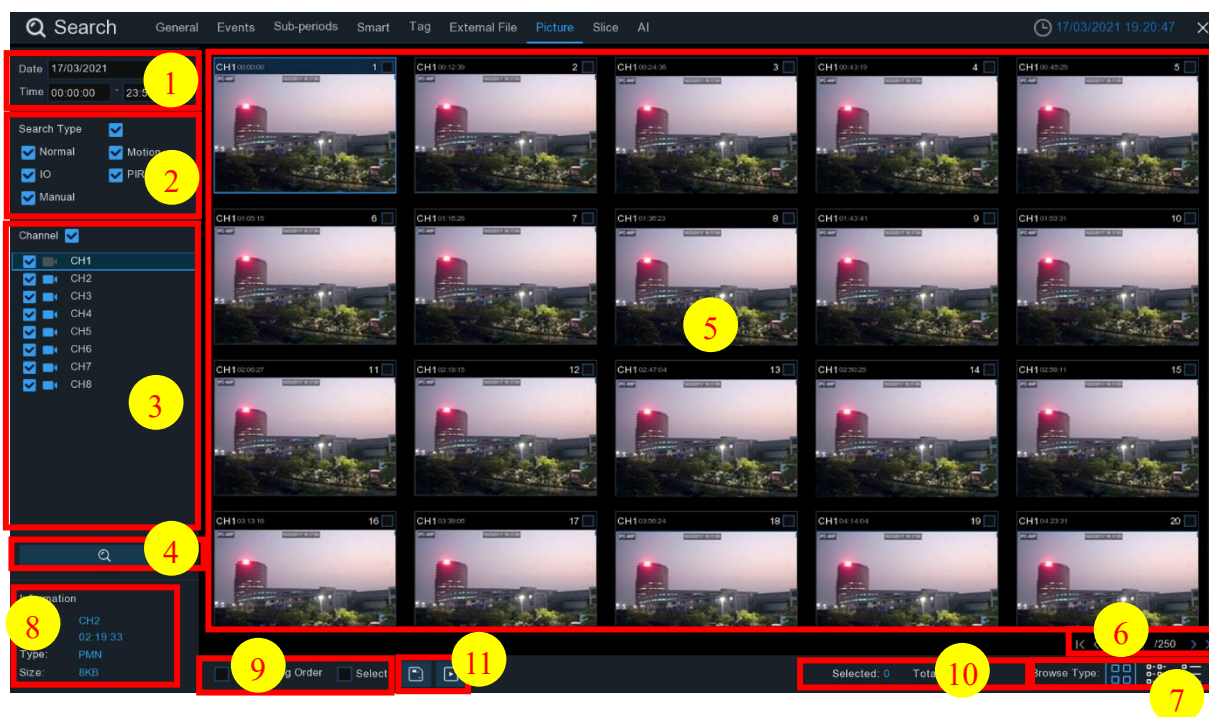 Search General Events Sub-periods Smart Tag External File Picture Slice AI 17/03/2021 19:20:47
Date 17/03/2021
Time 00:00:00 -
1
Search Type
Normal Motion
IO PIR
Manual
2
Channel
CH1
CH2
CH3
CH4
CH5
CH6
CH7
CH8
3
4
Information
CH2
02:19:33
Type: PMN
Size: 8KB
8
CH1 00:00:00 1
CH1 00:12:39 2
CH1 00:24:36 3
CH1 00:43:19 4
CH1 00:45:29 5
CH1 01:05:15 6
CH1 7
CH1 8
CH1 01:43:41 9
CH1 01:53:31 10
5
CH1 02:06:27 11
CH1 02:19:15 12
CH1 02:47:04 13
CH1 02:50:25 14
CH1 02:56:11 15
CH1 03:13:16 16
CH1 03:39:06 17
CH1 03:56:24 18
CH1 04:14:04 19
CH1 04:23:31 20
6
/250
9
Order Select
11
Selected: 0
10
Browse Type:
7